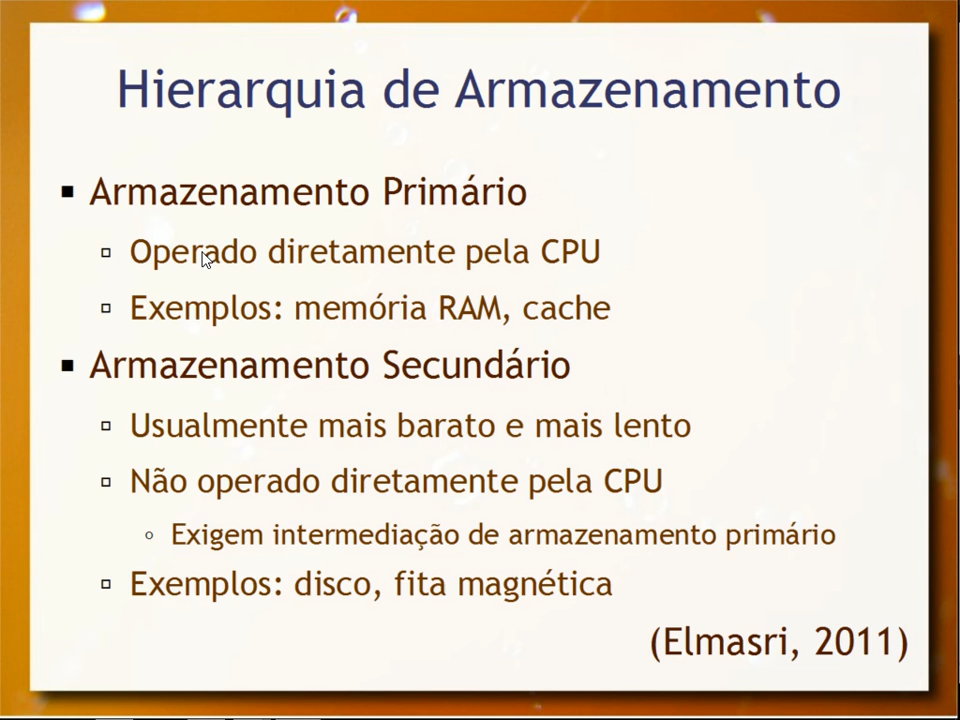 Hierarquia de Armazenamento
Armazenamento Primário
Operado diretamente pela CPU
Exemplos: memória RAM, cache
Armazenamento Secundário
Usualmente mais barato e mais lento
Não operado diretamente pela CPU
Exigem intermediação de armazenamento primário
Exemplos: disco, fita magnética
(Elmasri, 2011)